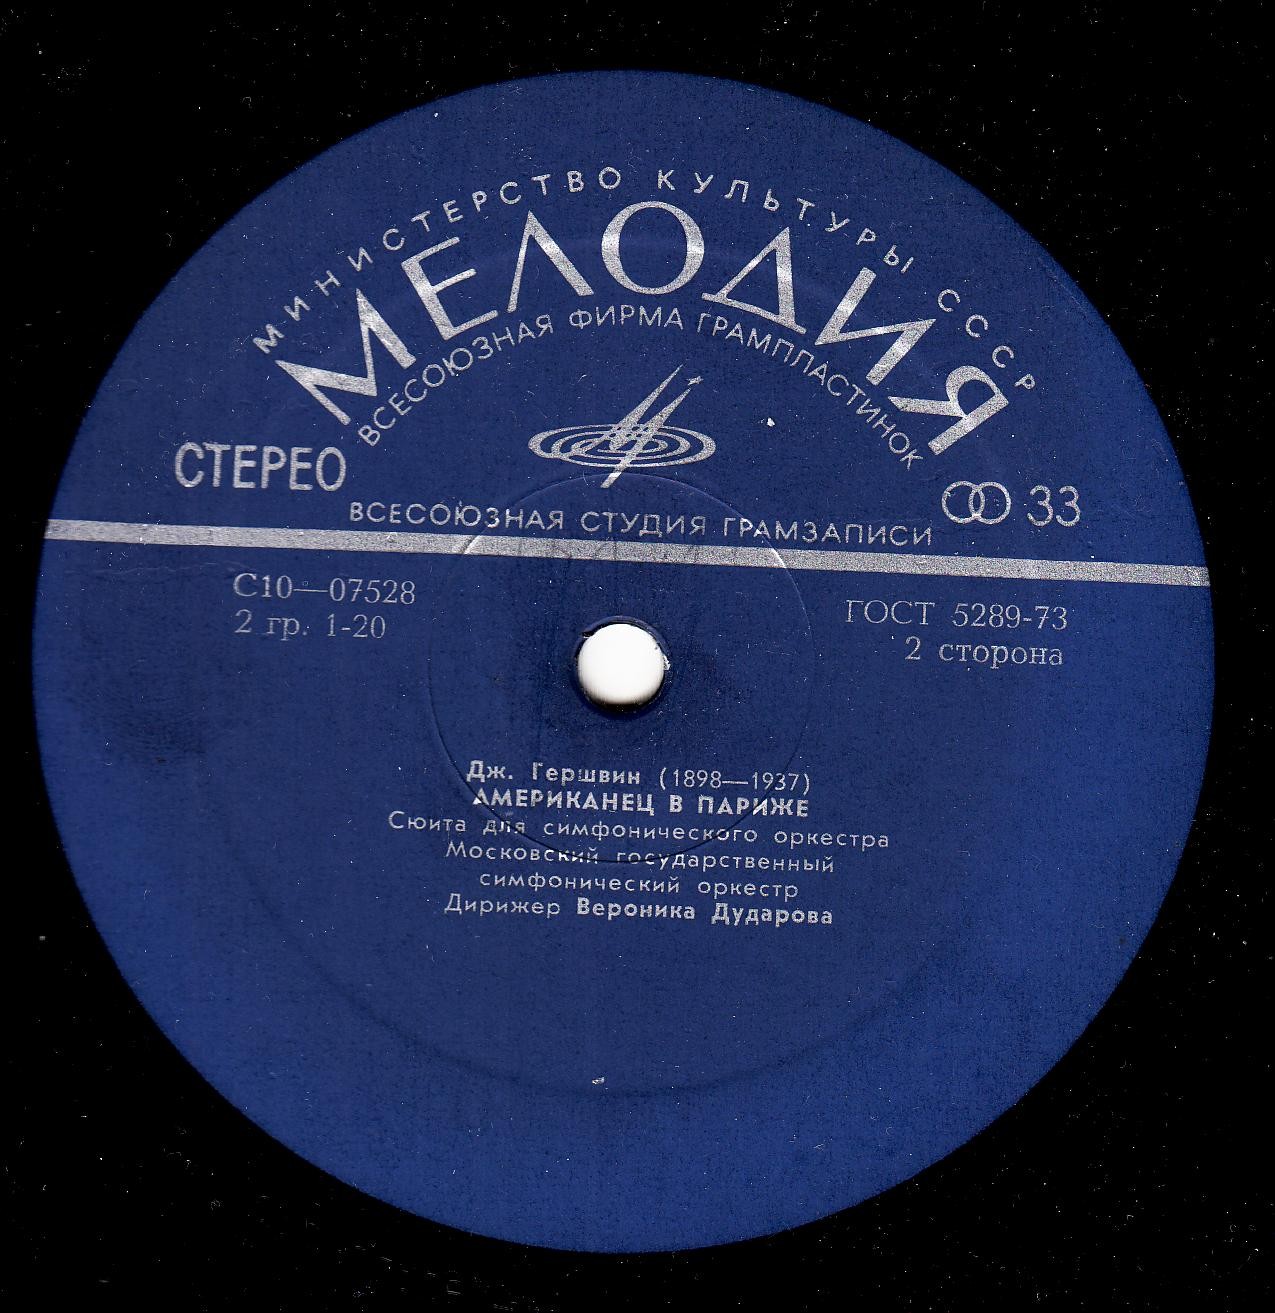 МИНИСТЕРСТВО КУЛЬТУРЫ СССР
МЕЛОДИЯ
ВСЕСОЮЗНАЯ ФИРМА ГРАМПЛАСТИНОК
СТЕРЕО
33
ВСЕСОЮЗНАЯ СТУДИЯ ГРАМЗАПИСИ
С10—07528
ГОСТ 5289-73
2 гр. 1-20
2 сторона
Дж. Гершвин (1898—1937)
АМЕРИКАНЕЦ В ПАРИЖЕ
Сюита для симфонического оркестра
Московский государственный
симфонический оркестр
Дирижер Вероника Дударова